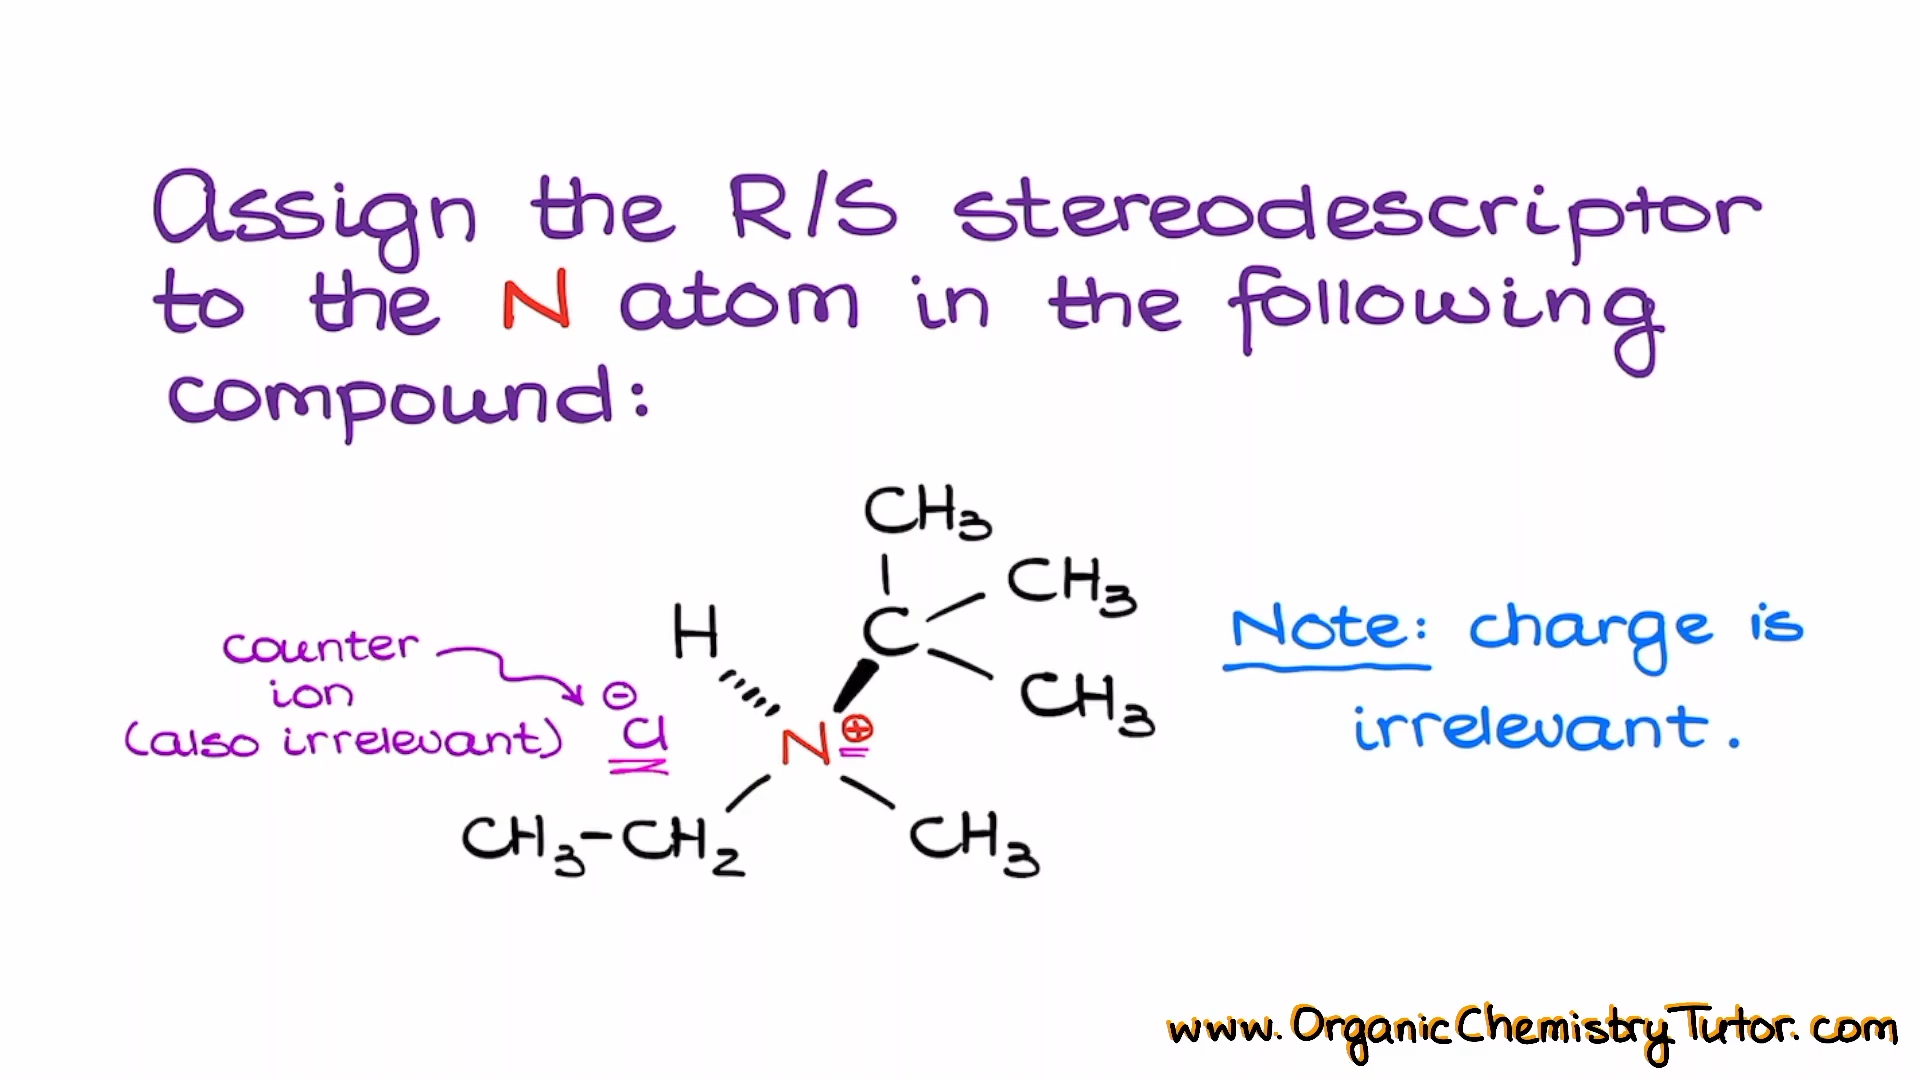 Assign the R/S stereodescriptor
to the N atom in the following
compound:
CH₃
CH₃
H
C
counter
ion
(also irrelevant)
⊖
Cl
N⊕
CH₃
CH₃-CH₂
CH₃
Note: charge is
irrelevant.
www.OrganicChemistryTutor.com